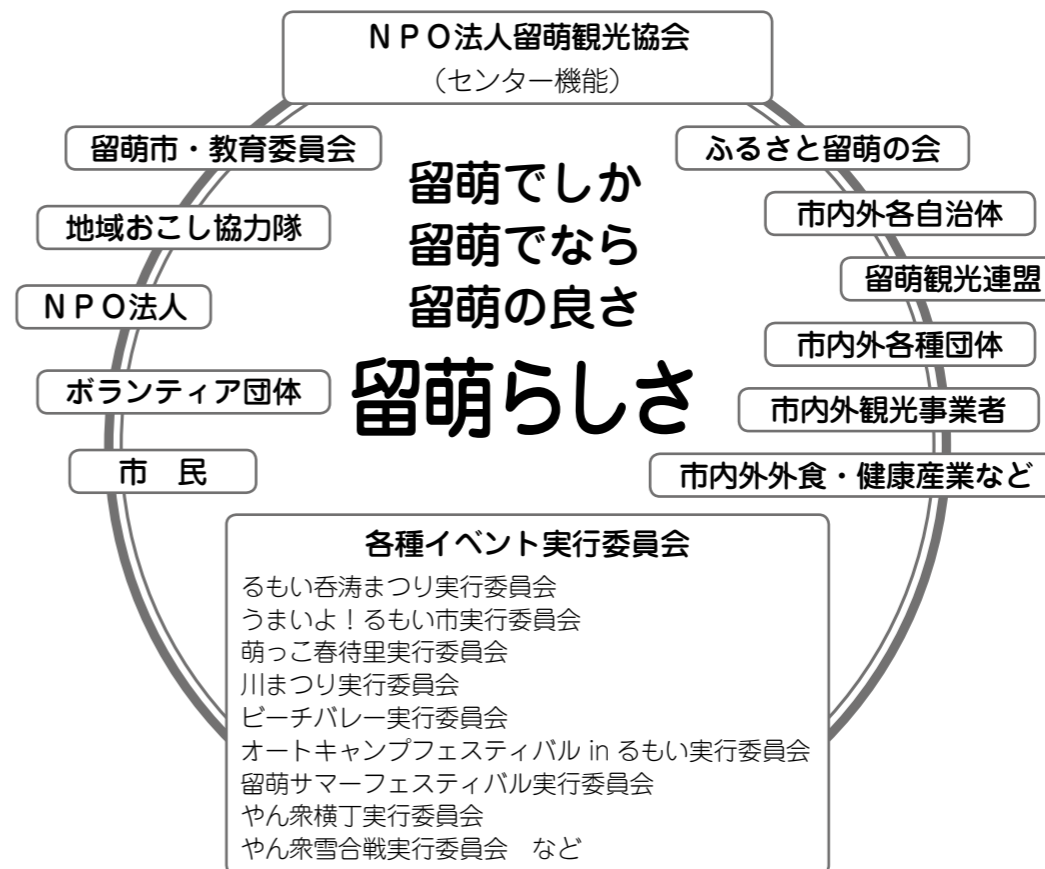 ＮＰＯ法人留萌観光協会
（センター機能）
留萌市・教育委員会
地域おこし協力隊
ＮＰＯ法人
ボランティア団体
市　民
留萌でしか
留萌でなら
留萌の良さ
留萌らしさ
ふるさと留萌の会
市内外各自治体
留萌観光連盟
市内外各種団体
市内外観光事業者
市内外外食・健康産業など
各種イベント実行委員会
るもい呑涛まつり実行委員会
うまいよ！るもい市実行委員会
萌っこ春待里実行委員会
川まつり実行委員会
ビーチバレー実行委員会
オートキャンプフェスティバル in るもい実行委員会
留萌サマーフェスティバル実行委員会
やん衆横丁実行委員会
やん衆雪合戦実行委員会　など